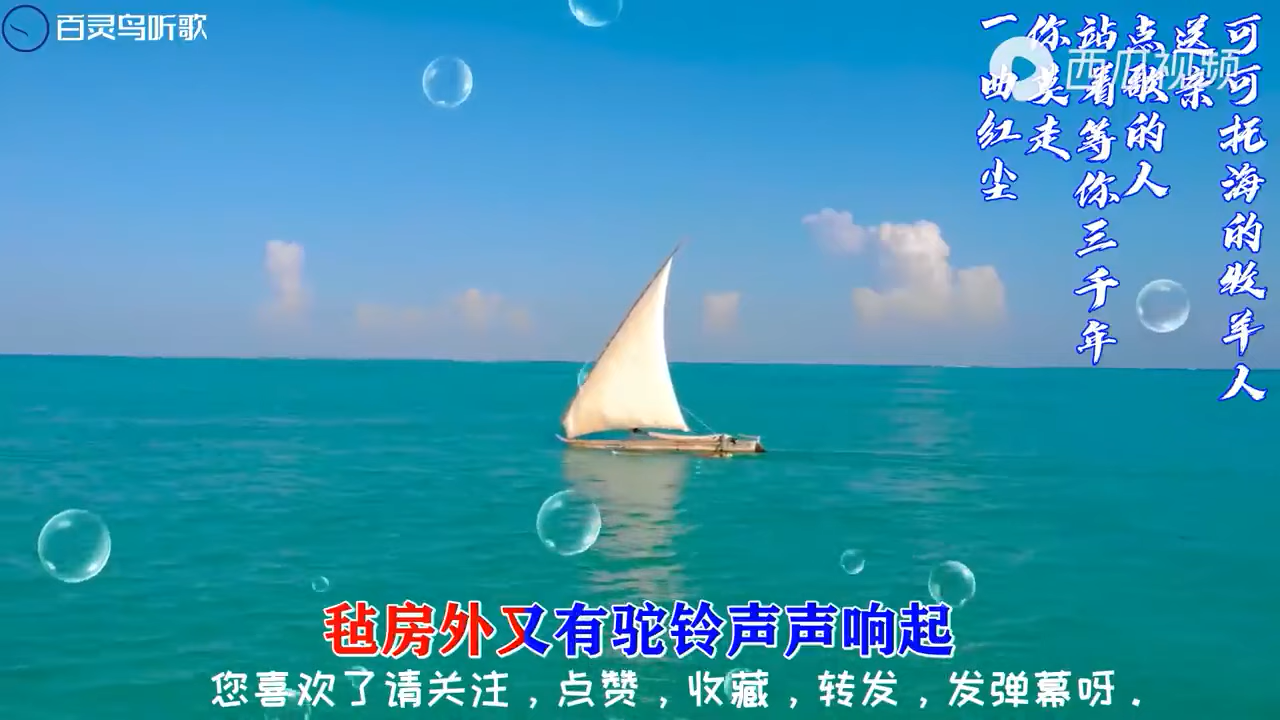 百灵鸟听歌
西瓜视频
可可托海的牧羊人
送亲
点歌的人
站着等你三千年
你莫走
一曲红尘
毡房外又有驼铃声声响起
您喜欢了请关注，点赞，收藏，转发，发弹幕呀．